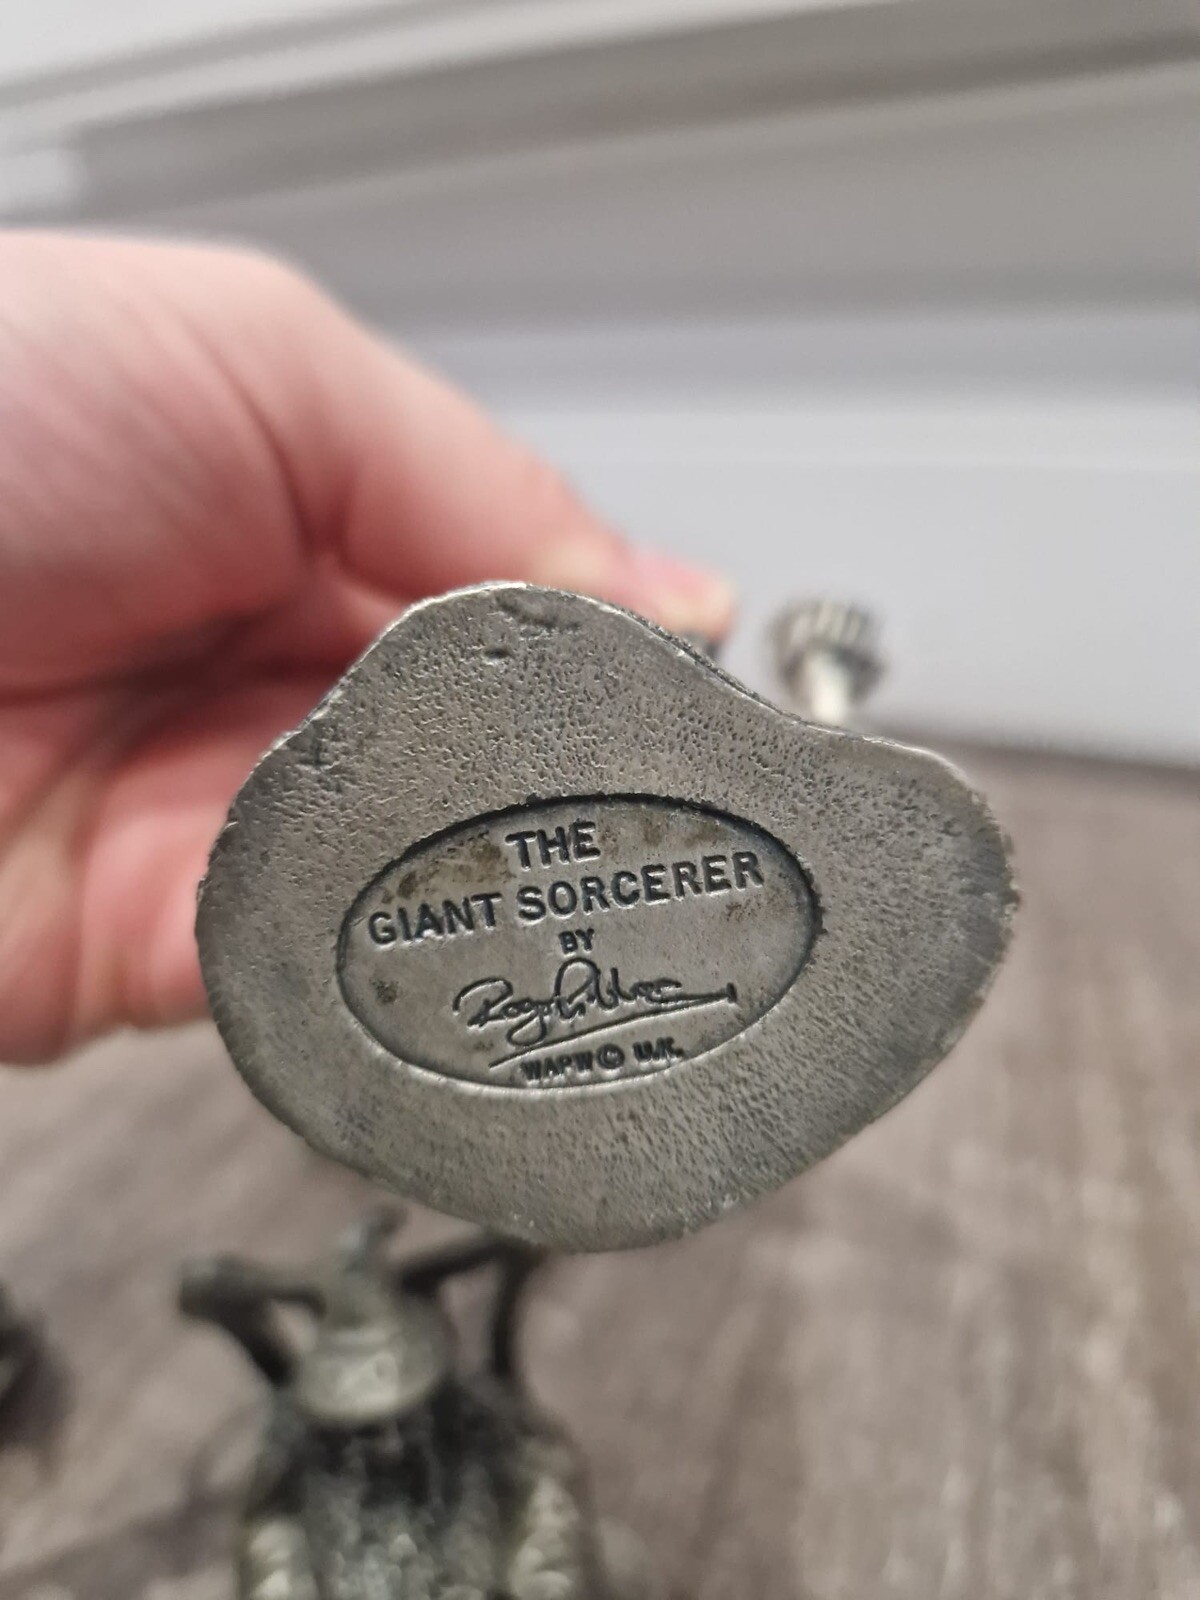 THE
GIANT SORCERER
BY
WAPW © U.K.